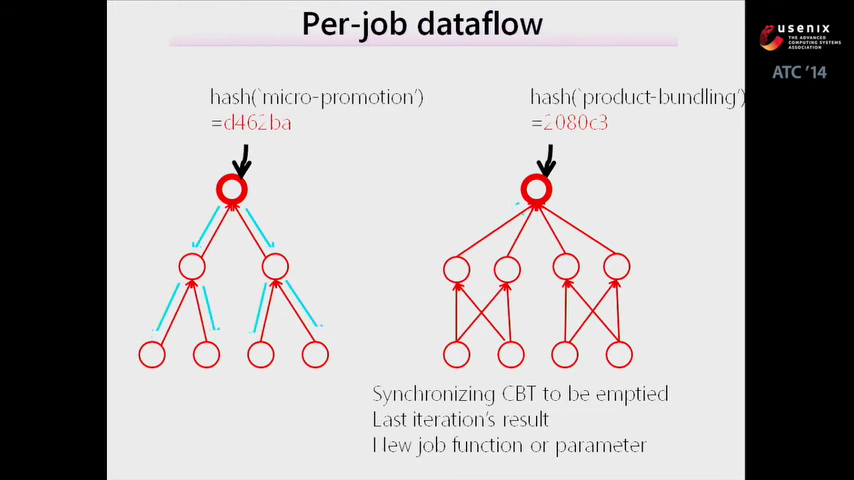 Per-job dataflow
usenix
THE ADVANCED
COMPUTING SYSTEMS
ASSOCIATION
ATC '14
hash(`micro-promotion')
=d462ba
hash(`product-bundling')
=2080c3
Synchronizing CBT to be emptied
Last iteration's result
New job function or parameter